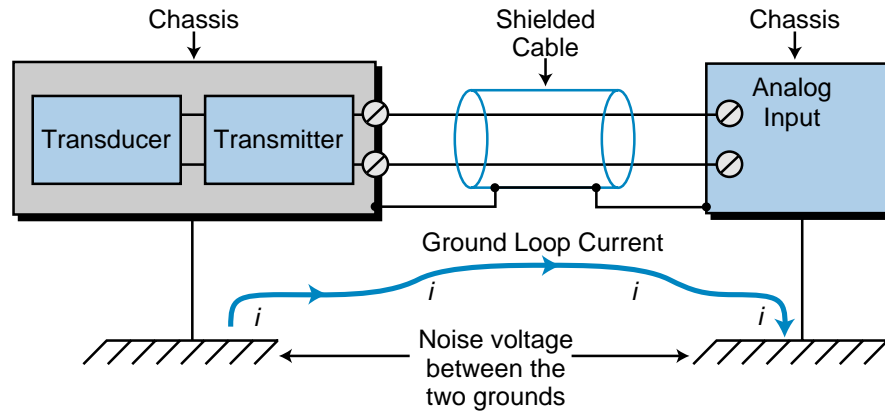 Chassis
Shielded
Cable
Chassis
Transducer
Transmitter
Analog
Input
Ground Loop Current
i
i
i
i
Noise voltage
between the
two grounds